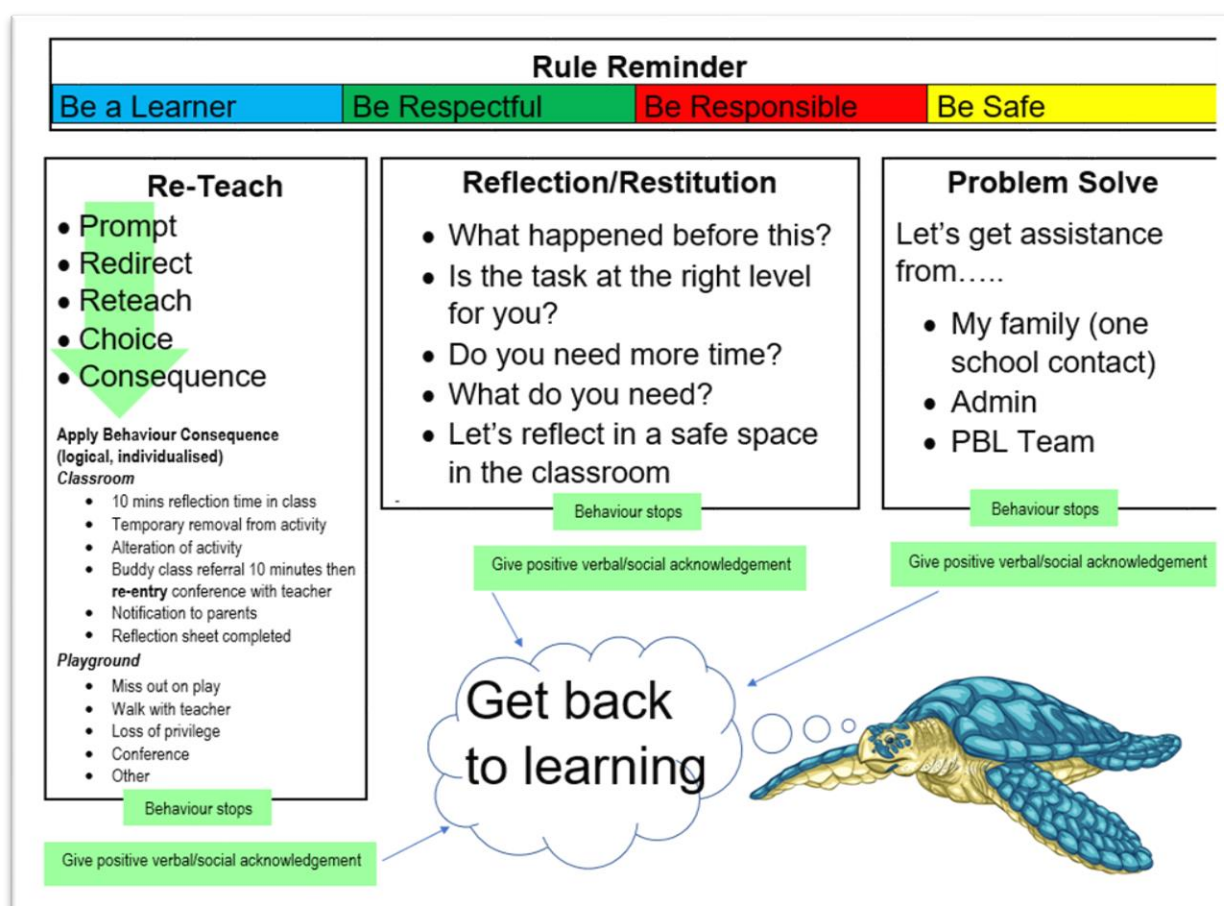 Rule Reminder
Be a Learner
Be Respectful
Be Responsible
Be Safe
Re-Teach
• Prompt
• Redirect
• Reteach
• Choice
• Consequence
Apply Behaviour Consequence
(logical, individualised)
Classroom
• 10 mins reflection time in class
• Temporary removal from activity
• Alteration of activity
• Buddy class referral 10 minutes then
re-entry conference with teacher
• Notification to parents
• Reflection sheet completed
Playground
• Miss out on play
• Walk with teacher
• Loss of privilege
• Conference
• Other
Behaviour stops
Give positive verbal/social acknowledgement
Reflection/Restitution
• What happened before this?
• Is the task at the right level
for you?
• Do you need more time?
• What do you need?
• Let's reflect in a safe space
in the classroom
-
Behaviour stops
Give positive verbal/social acknowledgement
Problem Solve
Let's get assistance
from.....
• My family (one
school contact)
• Admin
• PBL Team
Behaviour stops
Give positive verbal/social acknowledgement
Get back
to learning